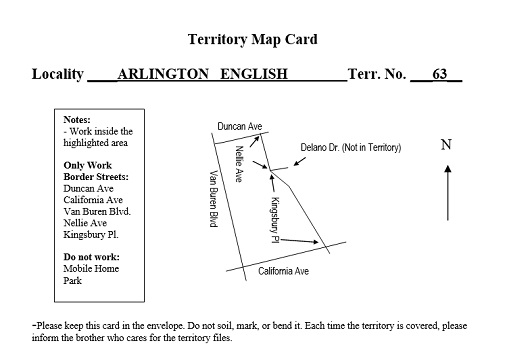 Territory Map Card
Locality ____ARLINGTON ENGLISH________Terr. No. ___63__
Notes:
- Work inside the
highlighted area
Only Work
Border Streets:
Duncan Ave
California Ave
Van Buren Blvd.
Nellie Ave
Kingsbury Pl.
Do not work:
Mobile Home
Park
Duncan Ave
Nellie Ave
Delano Dr. (Not in Territory)
Van Buren Blvd
Kingsbury Pl
California Ave
N
-Please keep this card in the envelope. Do not soil, mark, or bend it. Each time the territory is covered, please
inform the brother who cares for the territory files.